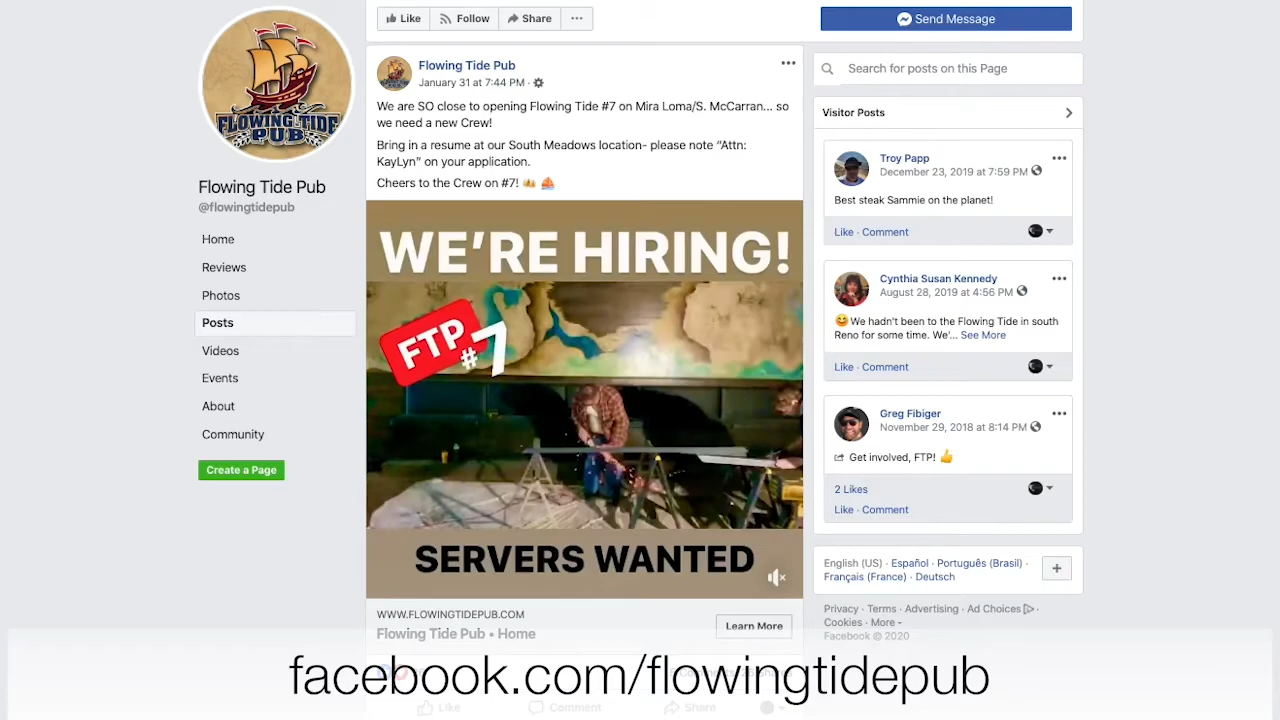 Like
Follow
Share
Send Message
FLOWING TIDE
PUB
Flowing Tide Pub
@flowingtidepub
Home
Reviews
Photos
Posts
Videos
Events
About
Community
Create a Page
Flowing Tide Pub
January 31 at 7:44 PM ·
We are SO close to opening Flowing Tide #7 on Mira Loma/S. McCarran... so
we need a new Crew!
Bring in a resume at our South Meadows location- please note “Attn:
KayLyn” on your application.
Cheers to the Crew on #7! 🍻 ⛵
WE’RE HIRING!
FTP
#7
SERVERS WANTED
WWW.FLOWINGTIDEPUB.COM
Flowing Tide Pub • Home
Learn More
Like
Comment
Share
Search for posts on this Page
Visitor Posts
Troy Papp
December 23, 2019 at 7:59 PM
Best steak Sammie on the planet!
Like · Comment
Cynthia Susan Kennedy
August 28, 2019 at 4:56 PM
😊We hadn't been to the Flowing Tide in south
Reno for some time. We'... See More
Like · Comment
Greg Fibiger
November 29, 2018 at 8:14 PM
Get involved, FTP! 👍
2 Likes
Like · Comment
English (US) · Español · Português (Brasil) ·
Français (France) · Deutsch
Privacy · Terms · Advertising · Ad Choices ·
Cookies · More
Facebook © 2020
facebook.com/flowingtidepub